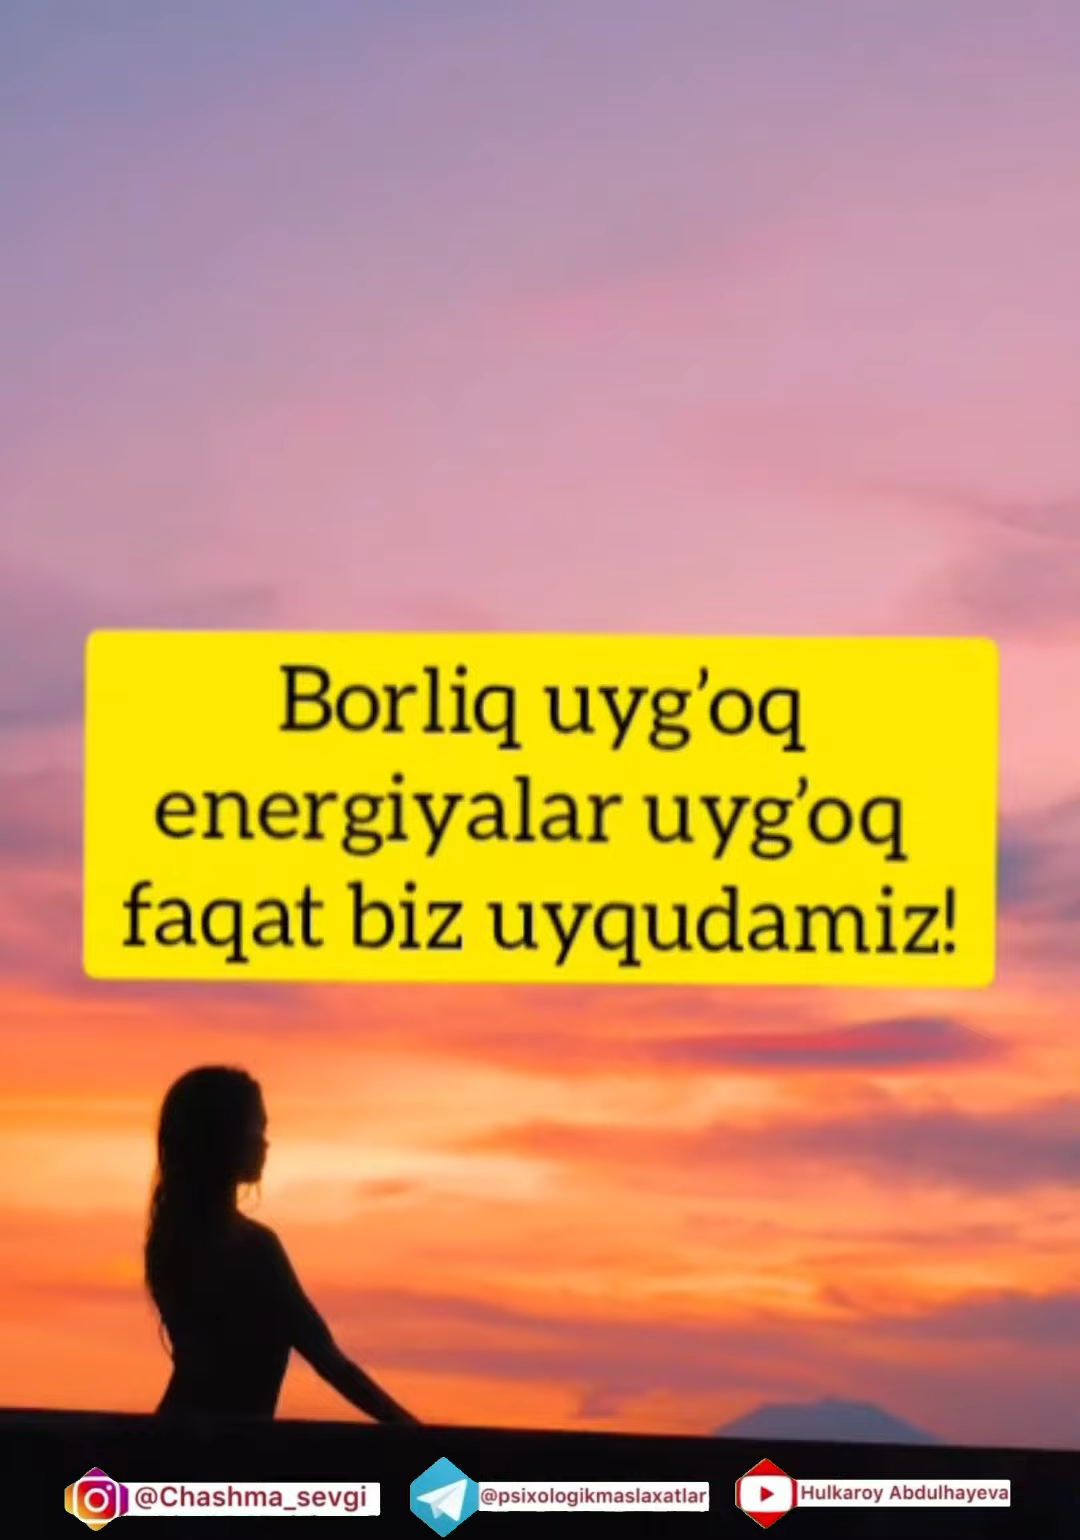 Borliq uyg’oq
energiyalar uyg’oq
faqat biz uyqudamiz!
@Chashma_sevgi
@psixologikmaslaxatlar
Hulkaroy Abdulhayeva